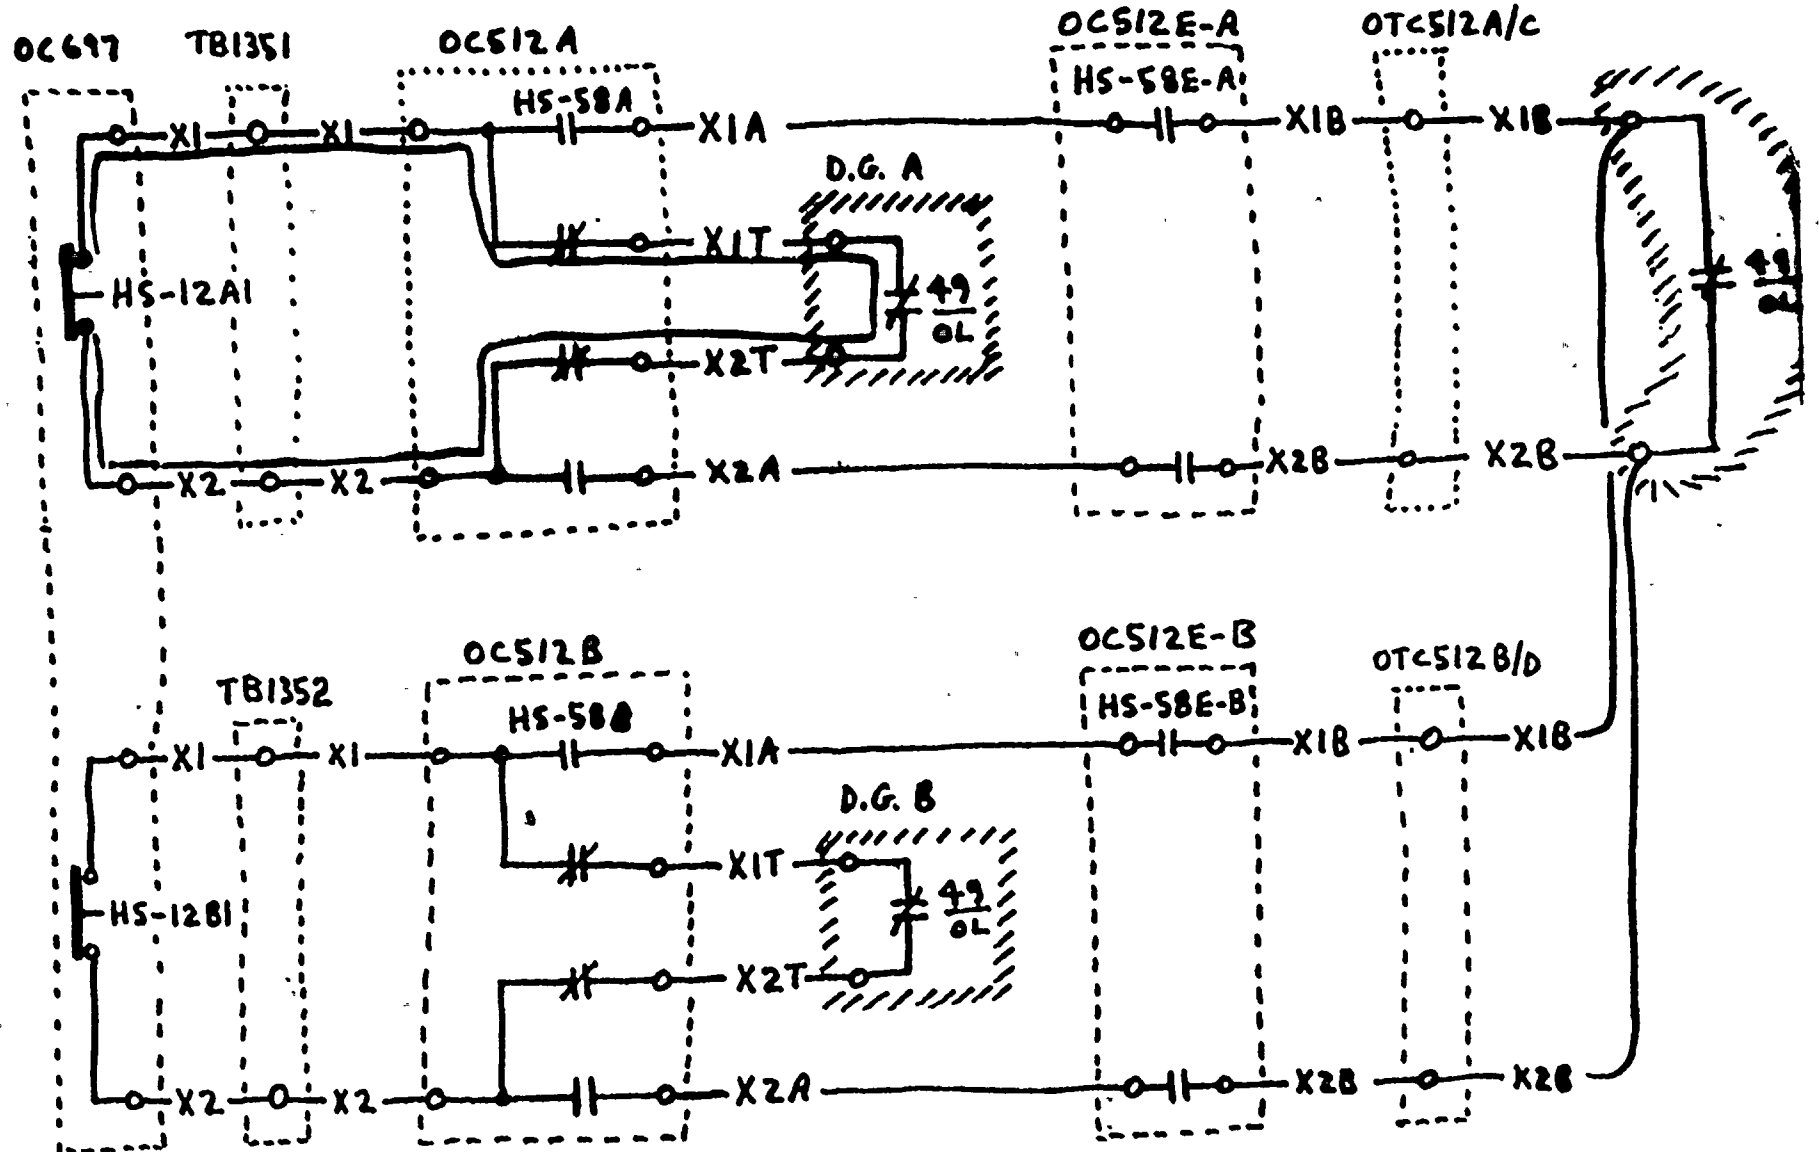 OC697 TB1351 OC512A OC512E-A OTC512A/C
HS-58A HS-58E-A
X1 X1 X1A X1B X1B
D.G. A
X1T
HS-12A1 49 49
OL OL
X2T
X2 X2 X2A X2B X2B
TB1352 OC512B OC512E-B OTC512B/D
HS-58B HS-58E-B
X1 X1 X1A X1B X1B
D.G. B
X1T
HS-12B1 49
OL
X2T
X2 X2 X2A X2B X2B